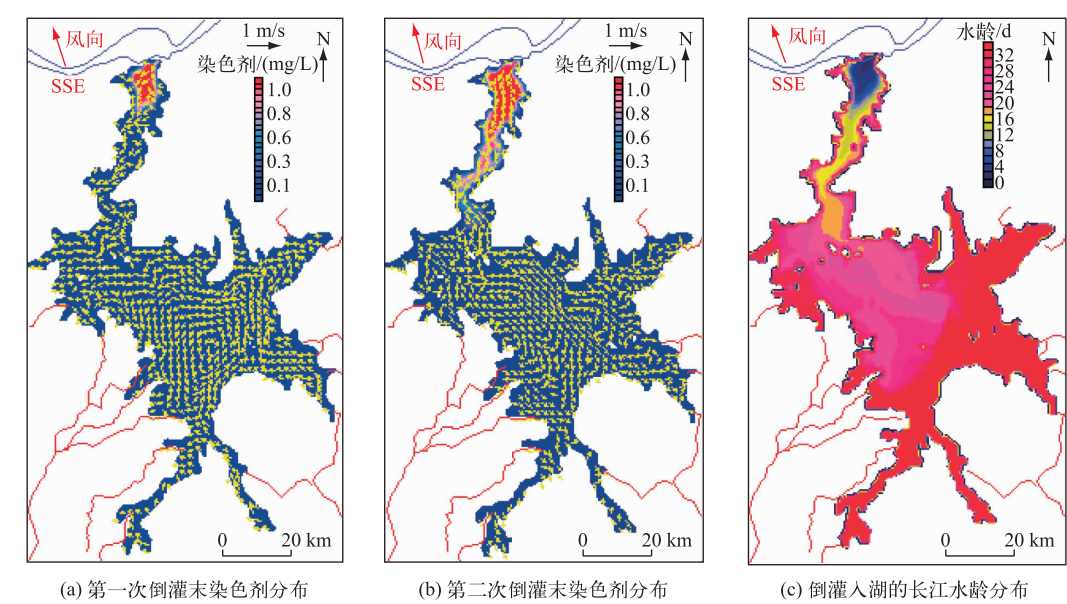 风向
SSE
1 m/s
N
染色剂/(mg/L)
1.0
0.8
0.6
0.3
0.1
0 20 km
(a) 第一次倒灌末染色剂分布
风向
SSE
1 m/s
N
染色剂/(mg/L)
1.0
0.8
0.6
0.3
0.1
0 20 km
(b) 第二次倒灌末染色剂分布
风向
SSE
水龄/d
N
32
28
24
20
16
12
8
4
0
0 20 km
(c) 倒灌入湖的长江水龄分布